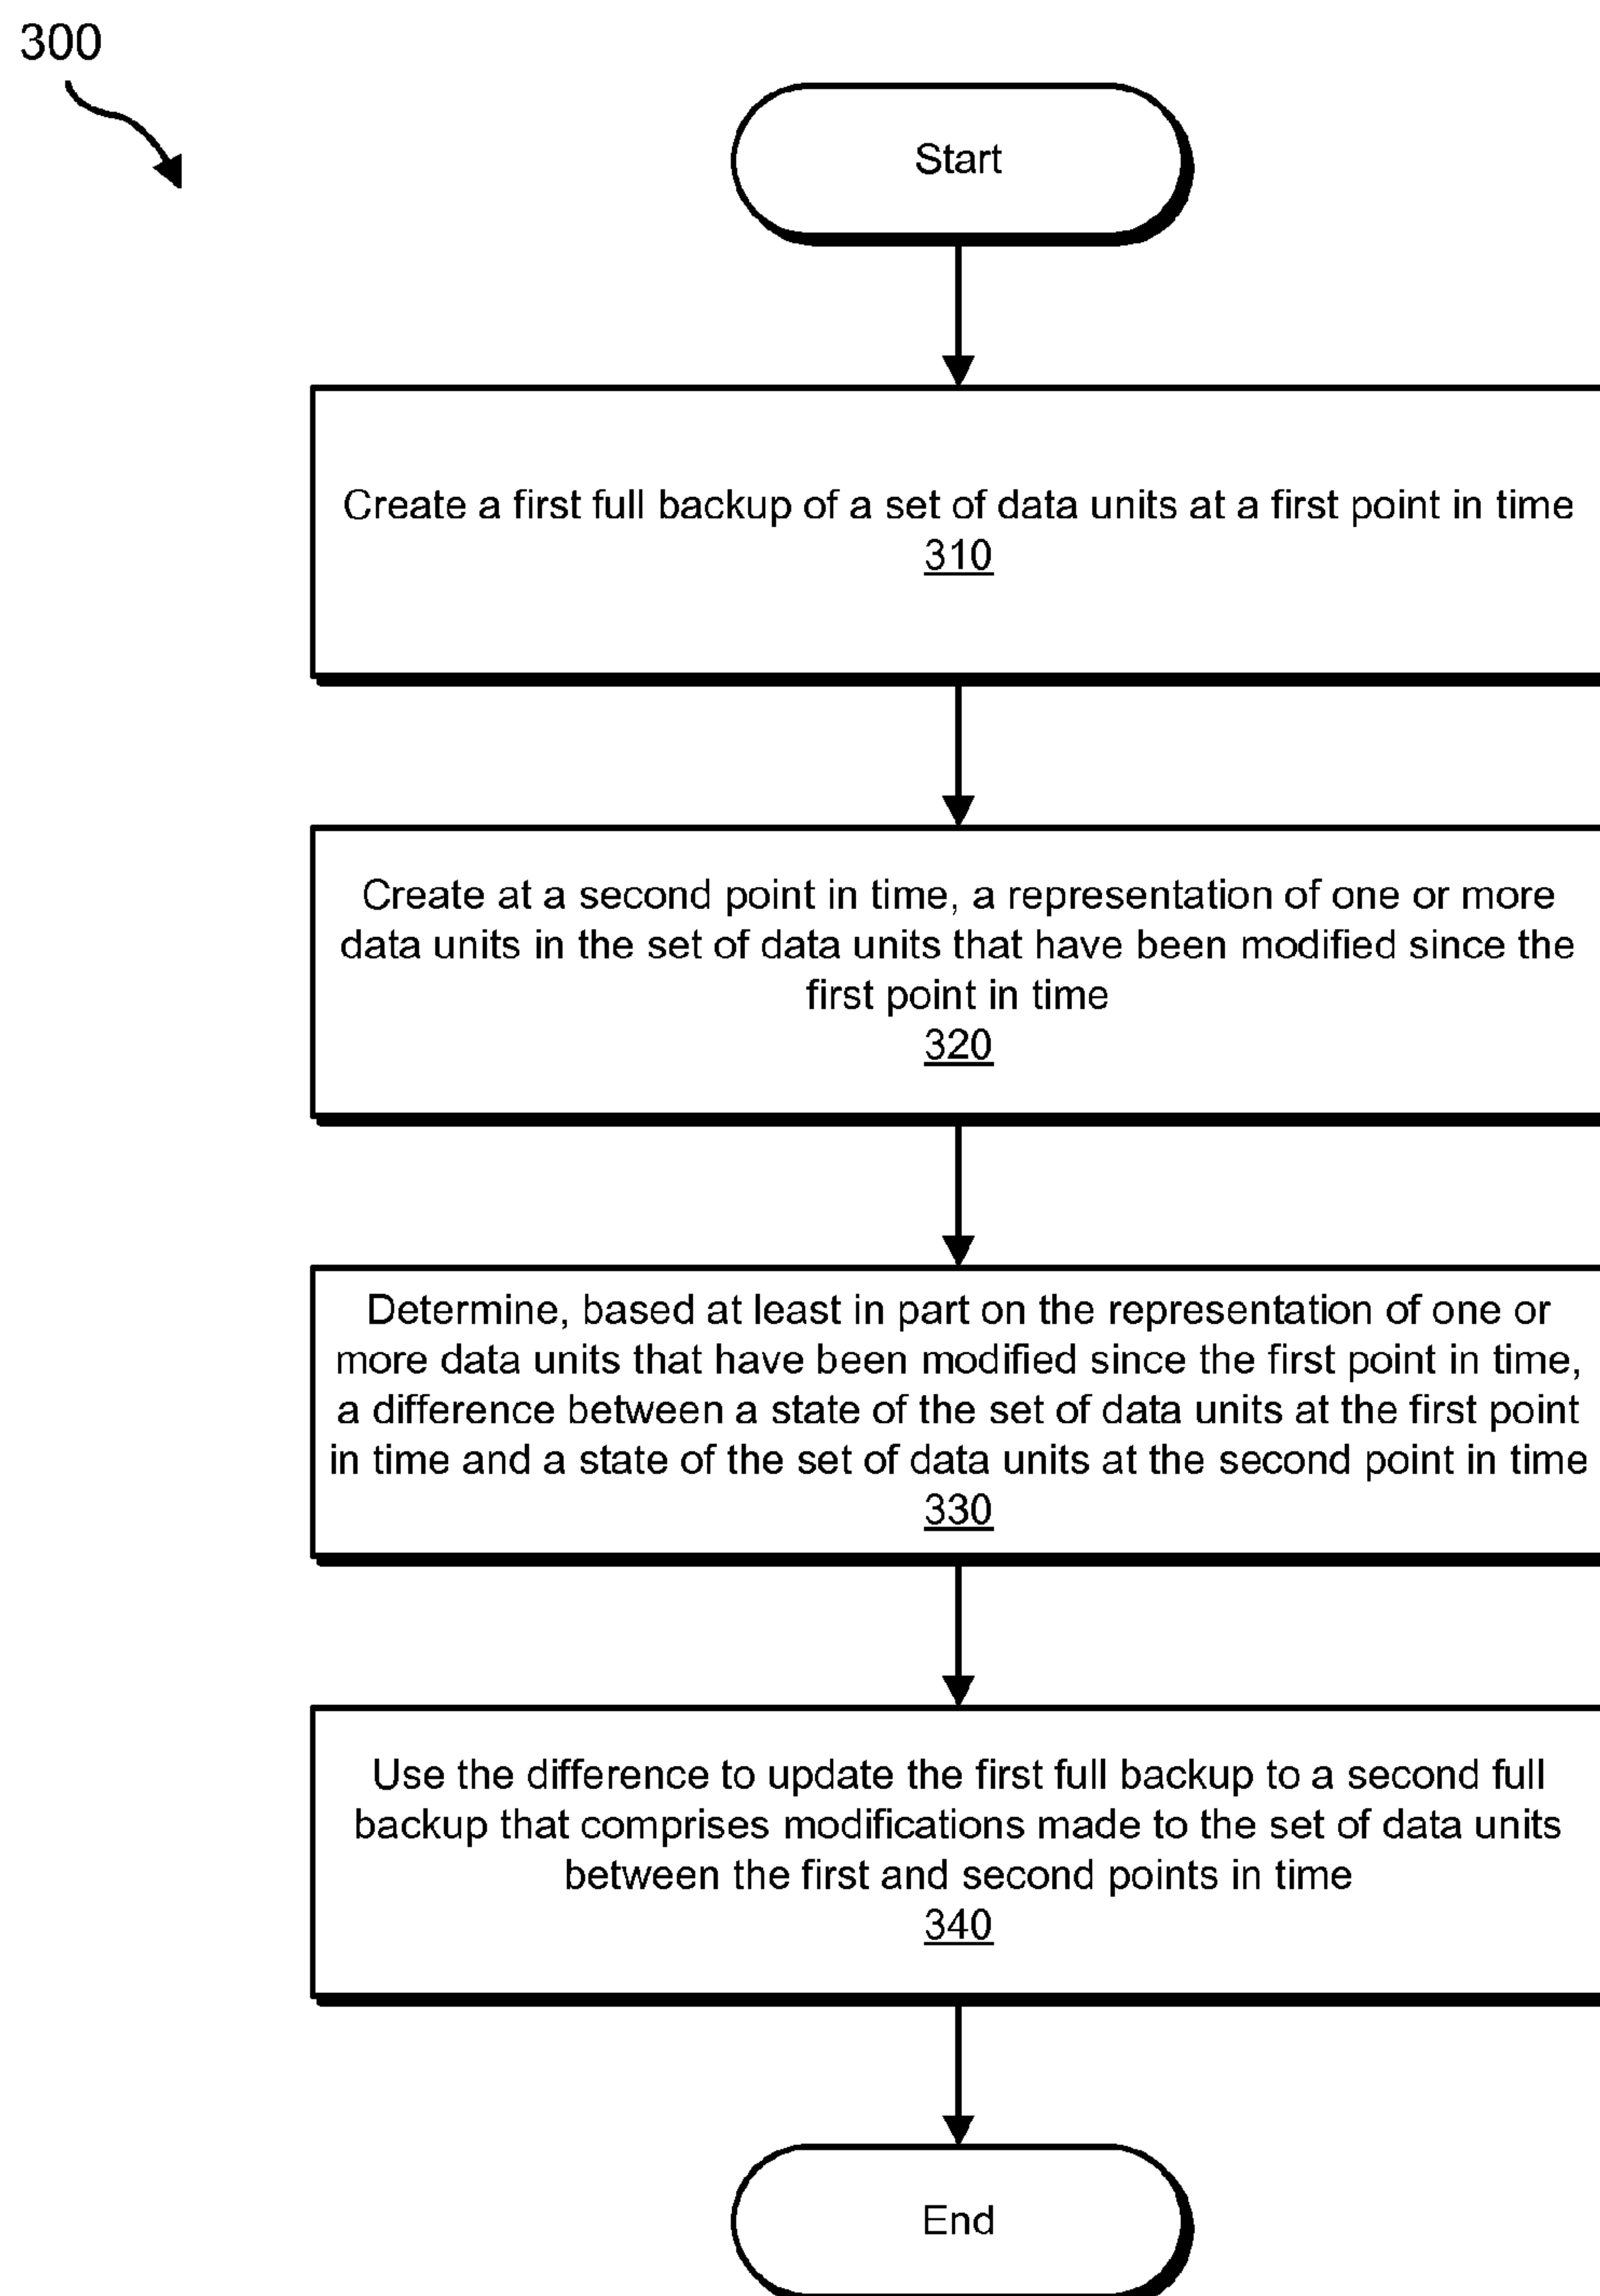 300
Start
Create a first full backup of a set of data units at a first point in time
310
Create at a second point in time, a representation of one or more
data units in the set of data units that have been modified since the
first point in time
320
Determine, based at least in part on the representation of one or
more data units that have been modified since the first point in time,
a difference between a state of the set of data units at the first point
in time and a state of the set of data units at the second point in time
330
Use the difference to update the first full backup to a second full
backup that comprises modifications made to the set of data units
between the first and second points in time
340
End